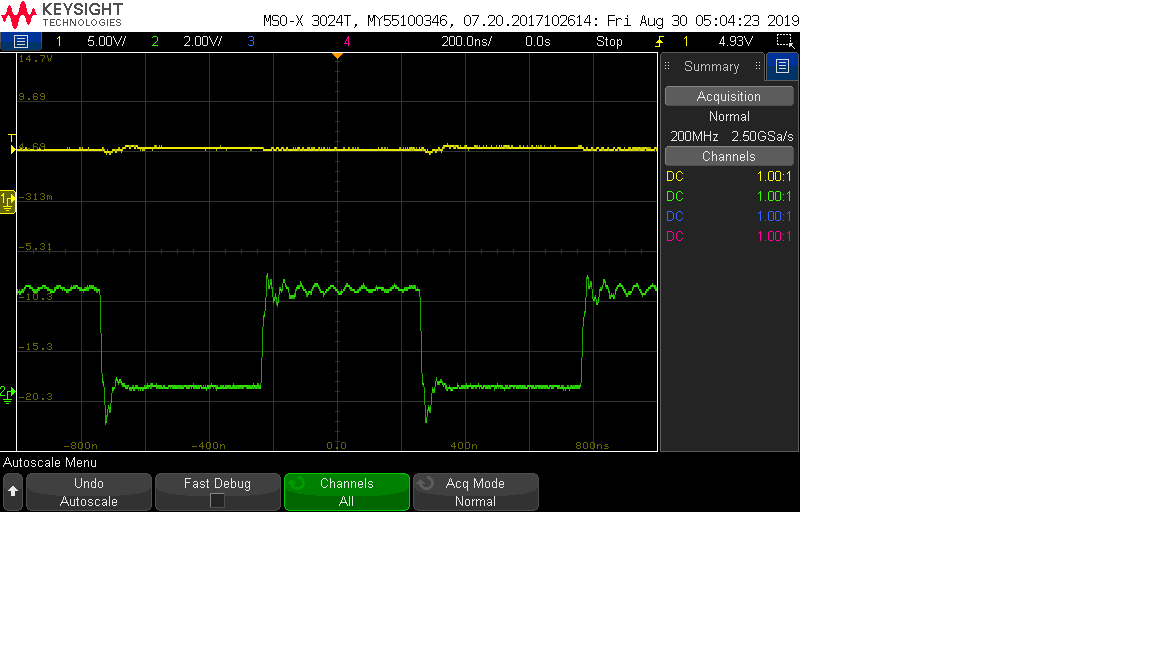 KEYSIGHT
TECHNOLOGIES
MSO-X 3024T, MY55100346, 07.20.2017102614: Fri Aug 30 05:04:23 2019
1 5.00V/ 2 2.00V/ 3 4 200.0ns/ 0.0s Stop 1 4.93V
14.7V
9.69
T
4.69
1
-313m
-5.31
-10.3
-15.3
2
-20.3
-800n -400n 0.0 400n 800ns
Summary
Acquisition
Normal
200MHz 2.50GSa/s
Channels
DC 1.00:1
DC 1.00:1
DC 1.00:1
DC 1.00:1
Autoscale Menu
Undo
Autoscale
Fast Debug
Channels
All
Acq Mode
Normal